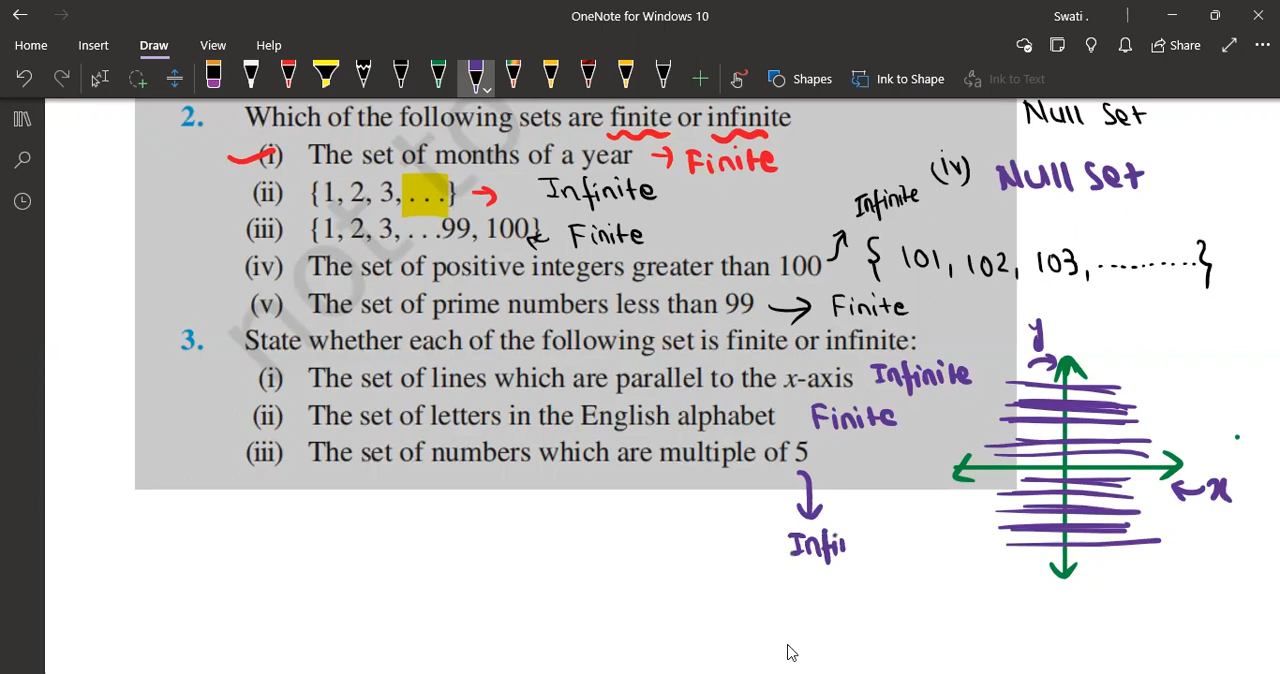 OneNote for Windows 10
Swati .
Home Insert Draw View Help
Share
Shapes Ink to Shape Ink to Text
2. Which of the following sets are finite or infinite
Null Set
(i) The set of months of a year → Finite
(iv) Null Set
(ii) {1, 2, 3, . . .} → Infinite
Infinite
(iii) {1, 2, 3, . . .99, 100} Finite
(iv) The set of positive integers greater than 100
{ 101, 102, 103, ..........}
(v) The set of prime numbers less than 99 → Finite
3. State whether each of the following set is finite or infinite:
y
(i) The set of lines which are parallel to the x-axis Infinite
(ii) The set of letters in the English alphabet Finite
(iii) The set of numbers which are multiple of 5
x
Infii
not to